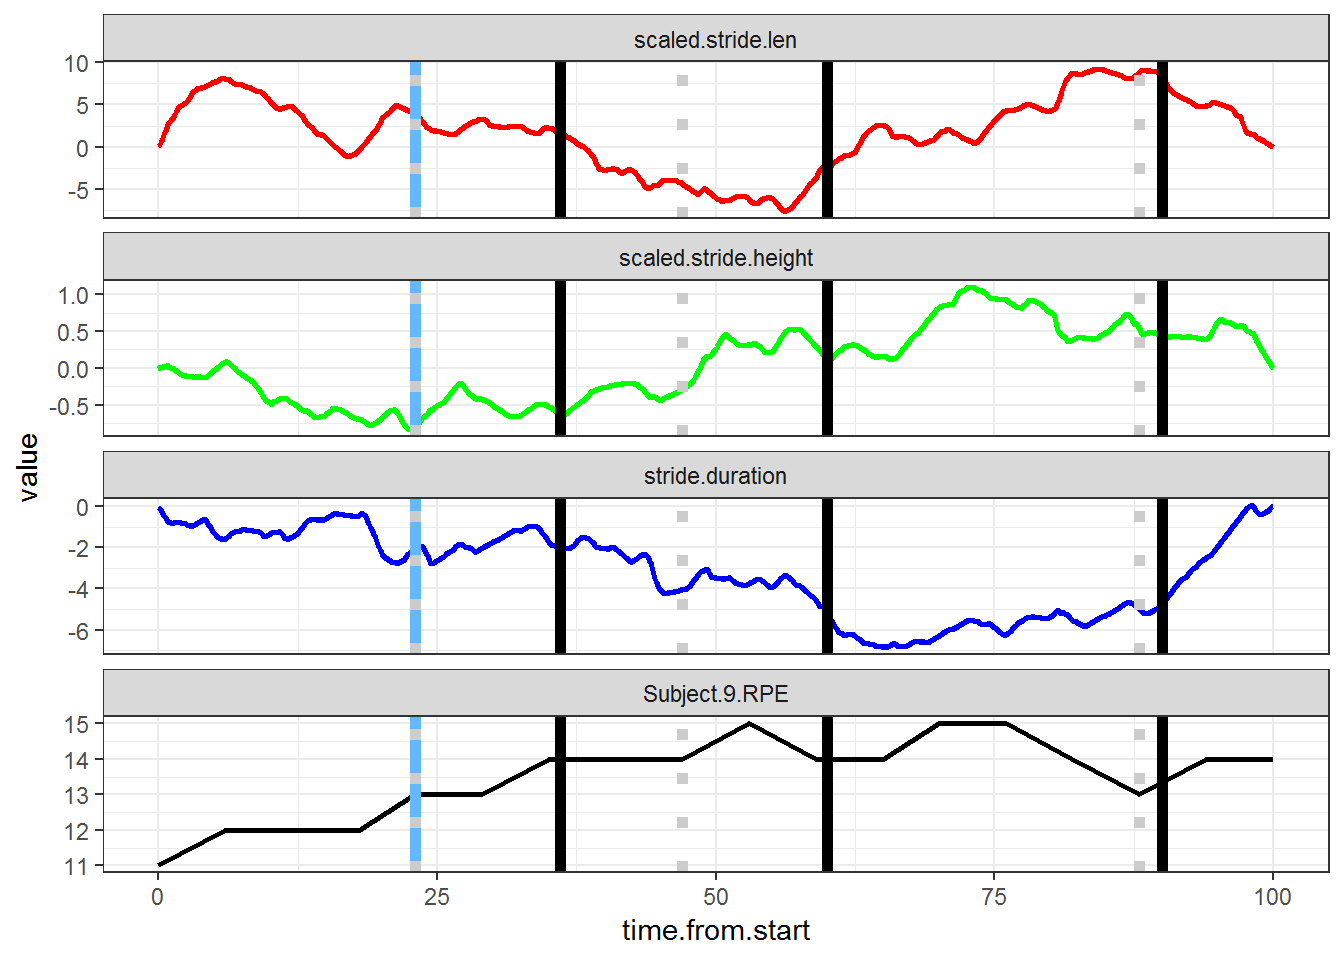 scaled.stride.len
10
5
0
-5
scaled.stride.height
1.0
0.5
0.0
-0.5
value
stride.duration
0
-2
-4
-6
Subject.9.RPE
15
14
13
12
11
0 25 50 75 100
time.from.start